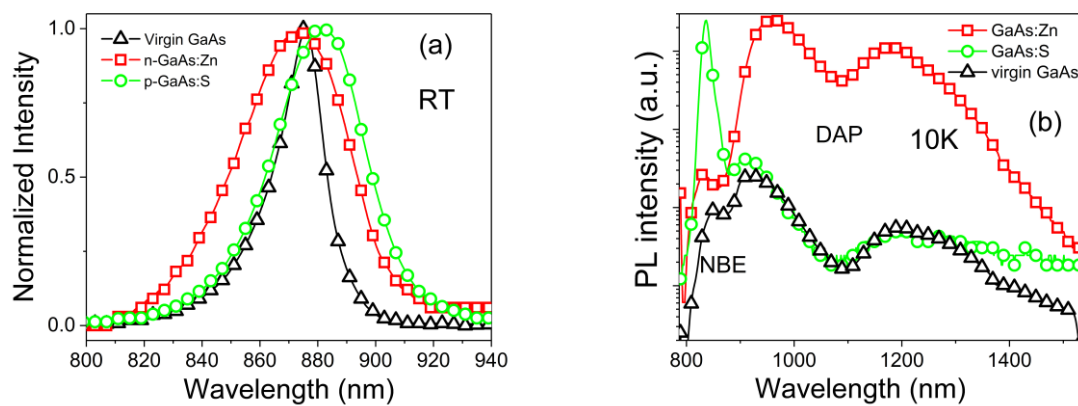 Normalized Intensity
1.0
0.5
0.0
Virgin GaAs
n-GaAs:Zn
p-GaAs:S
(a)
RT
800 820 840 860 880 900 920 940
Wavelength (nm)
PL intensity (a.u.)
GaAs:Zn
GaAs:S
virgin GaAs
(b)
DAP
10K
NBE
800 1000 1200 1400
Wavelength (nm)